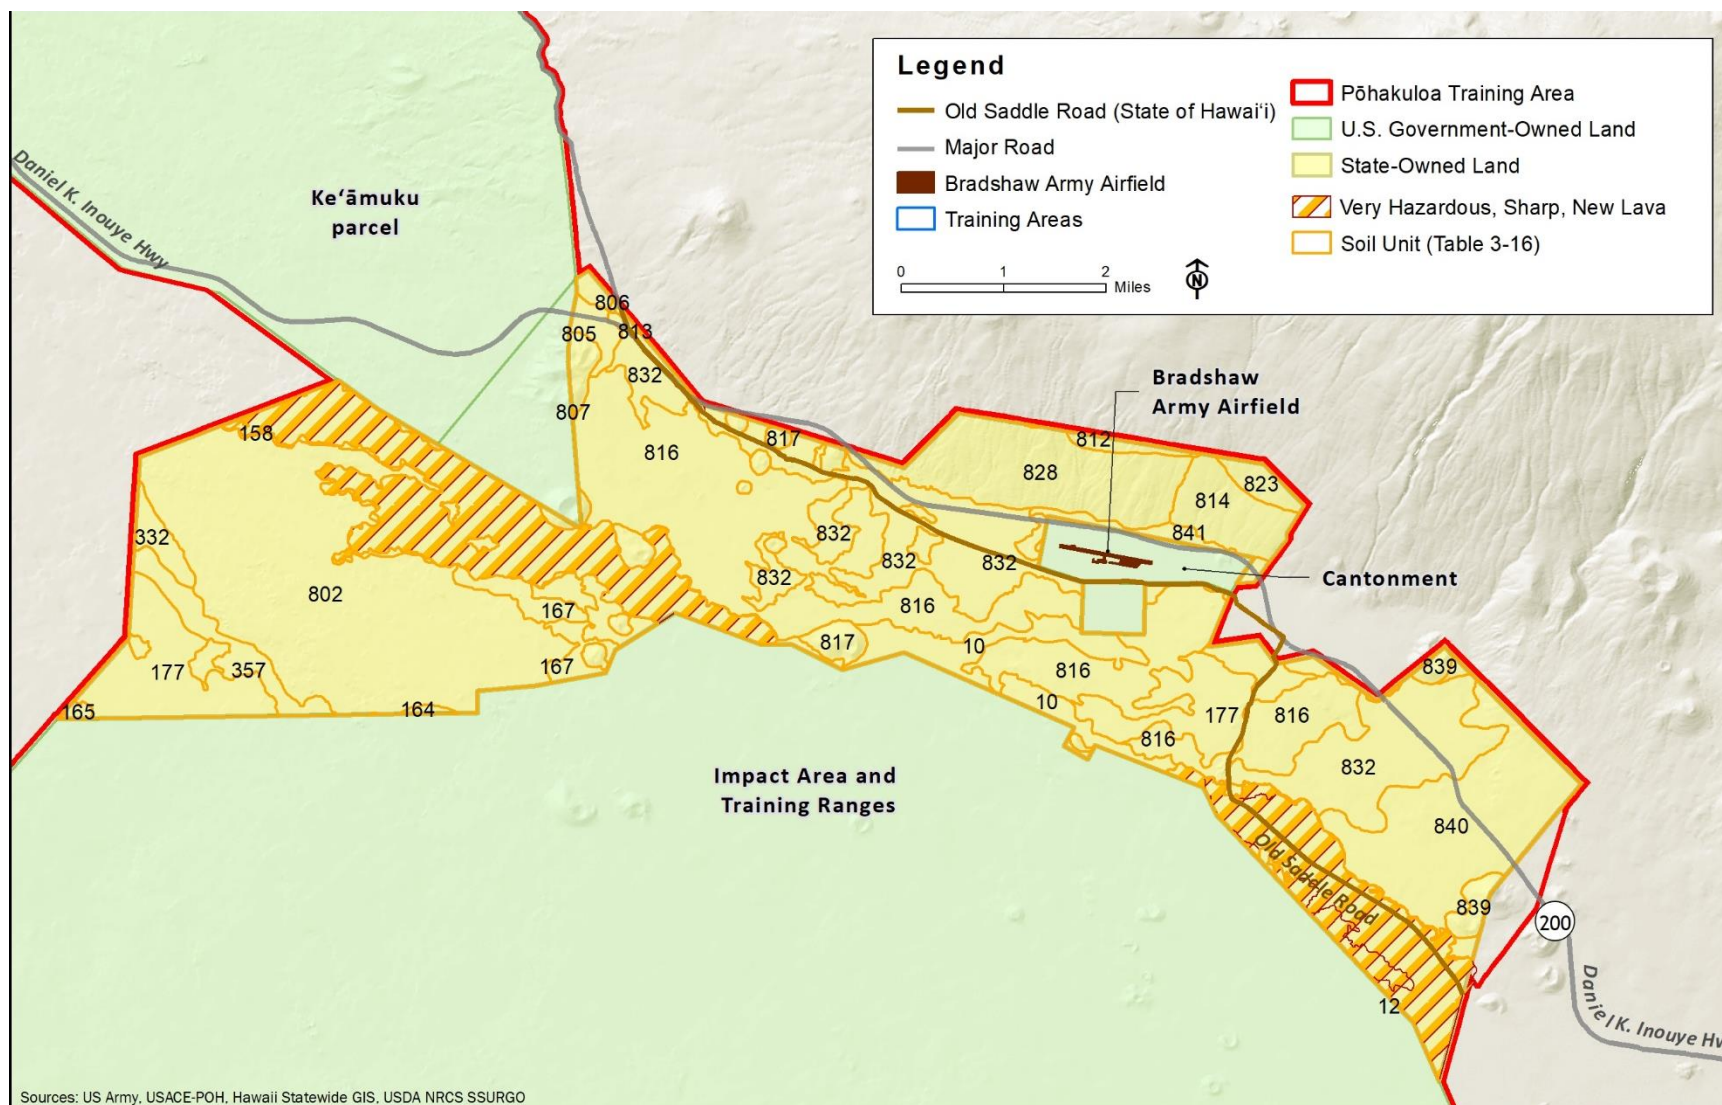 Legend
Old Saddle Road (State of Hawaiʻi)
Major Road
Bradshaw Army Airfield
Training Areas
0 1 2
Miles
N
Pōhakuloa Training Area
U.S. Government-Owned Land
State-Owned Land
Very Hazardous, Sharp, New Lava
Soil Unit (Table 3-16)
Daniel K. Inouye Hwy
Keʻāmuku
parcel
806
805
813
832
807
158
816
817
812
828
823
814
841
Bradshaw
Army Airfield
Cantonment
332
802
832
832
832
832
167
816
817
10
167
177
357
816
10
839
165
164
177
816
816
832
Impact Area and
Training Ranges
840
Old Saddle Road
839
200
12
Daniel K. Inouye Hw
Sources: US Army, USACE-POH, Hawaii Statewide GIS, USDA NRCS SSURGO